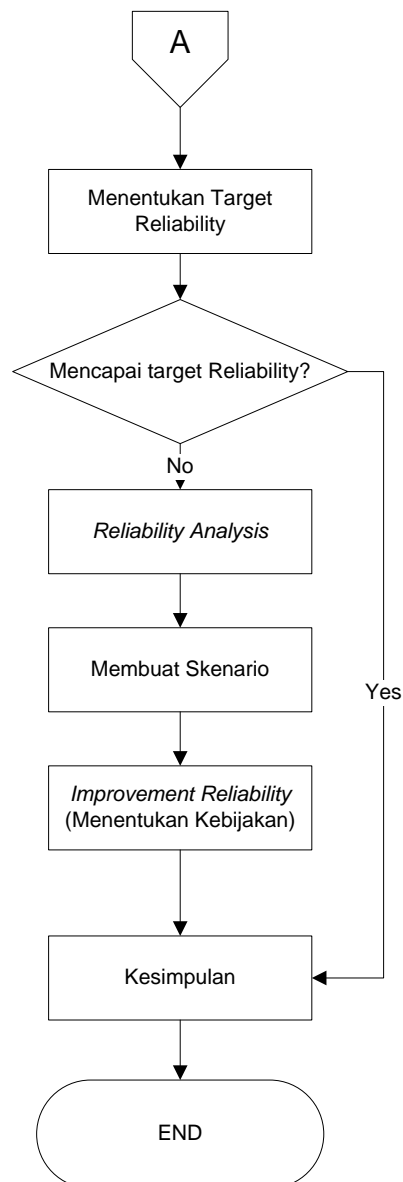 A
Menentukan Target
Reliability
Mencapai target Reliability?
No
Reliability Analysis
Membuat Skenario
Yes
Improvement Reliability
(Menentukan Kebijakan)
Kesimpulan
END